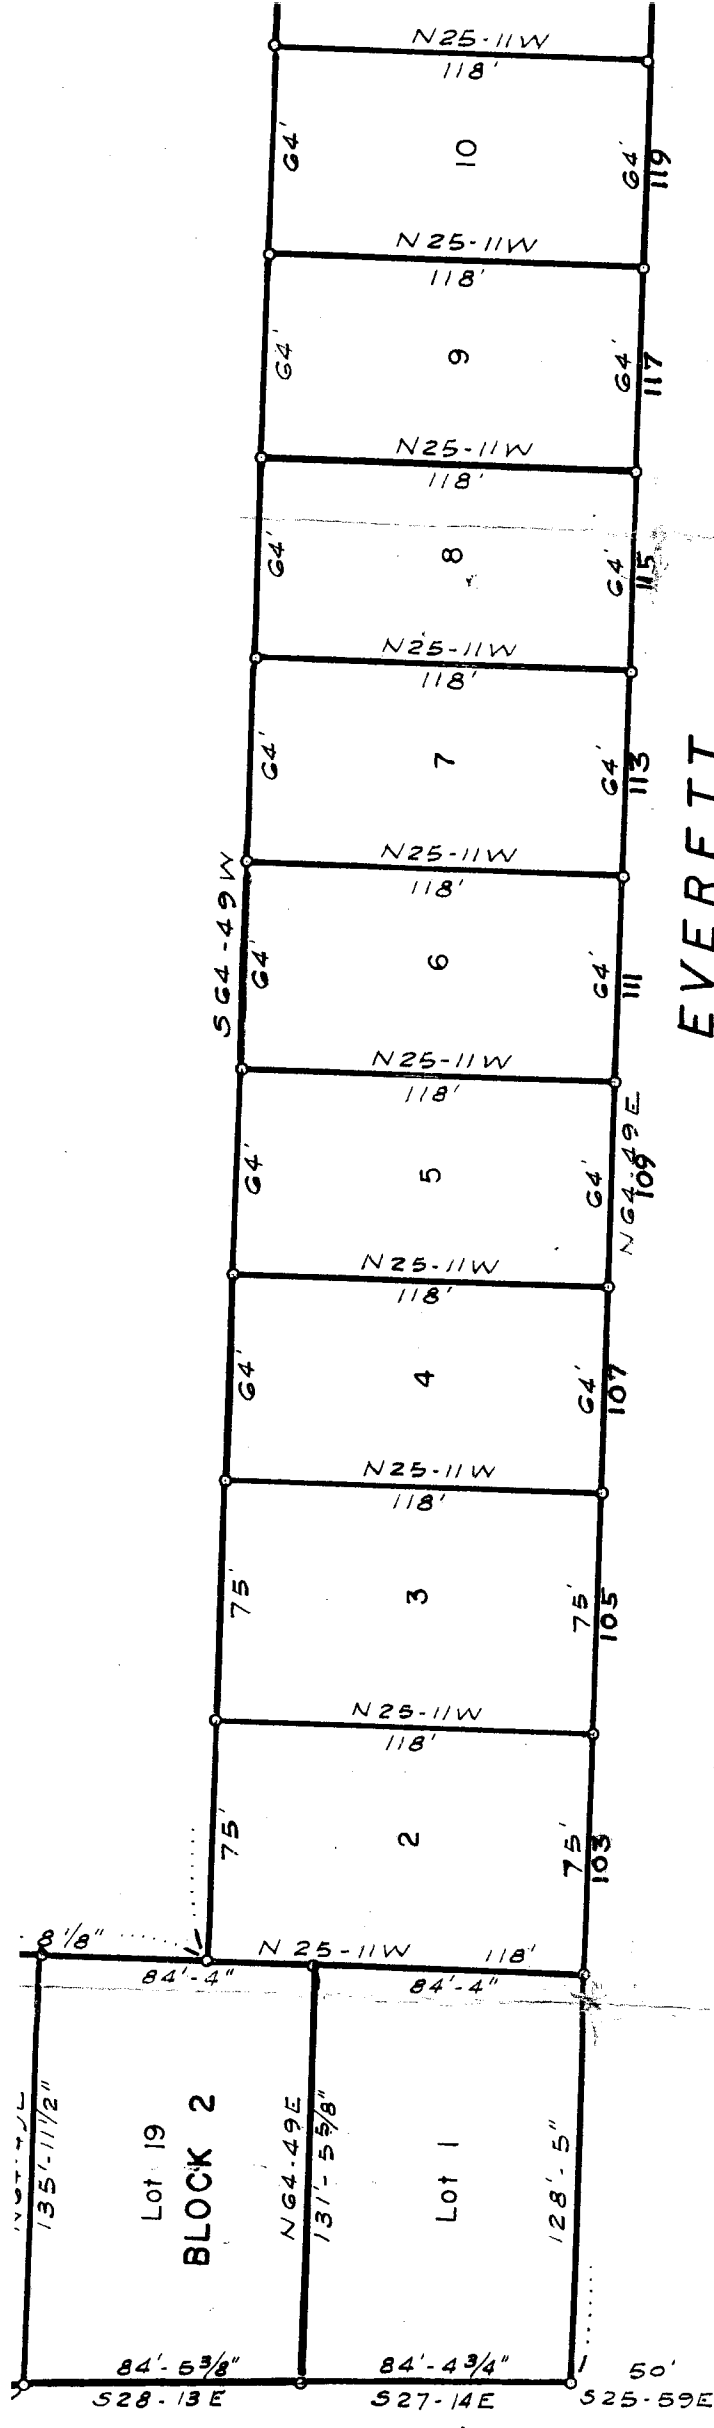 N25-11W
118'
64'
10
64'
119
N25-11W
118'
64'
9
64'
117
N25-11W
118'
64'
8
64'
115
N25-11W
118'
64'
7
64'
113
EVERETT
S64-49W
N25-11W
118'
64'
6
64'
111
N25-11W
118'
64'
5
64'
N64-49E
109
N25-11W
118'
64'
4
64'
107
N25-11W
118'
75'
3
75'
105
N25-11W
118'
75'
2
75'
103
8 1/8"
N 25-11W
118'
84'-4"
84'-4"
135'-11 1/2"
Lot 19
BLOCK 2
N64-49E
131'-5 5/8"
Lot 1
128'-5"
84'-5 3/8"
S28-13E
84'-4 3/4"
S27-14E
50'
S25-59E